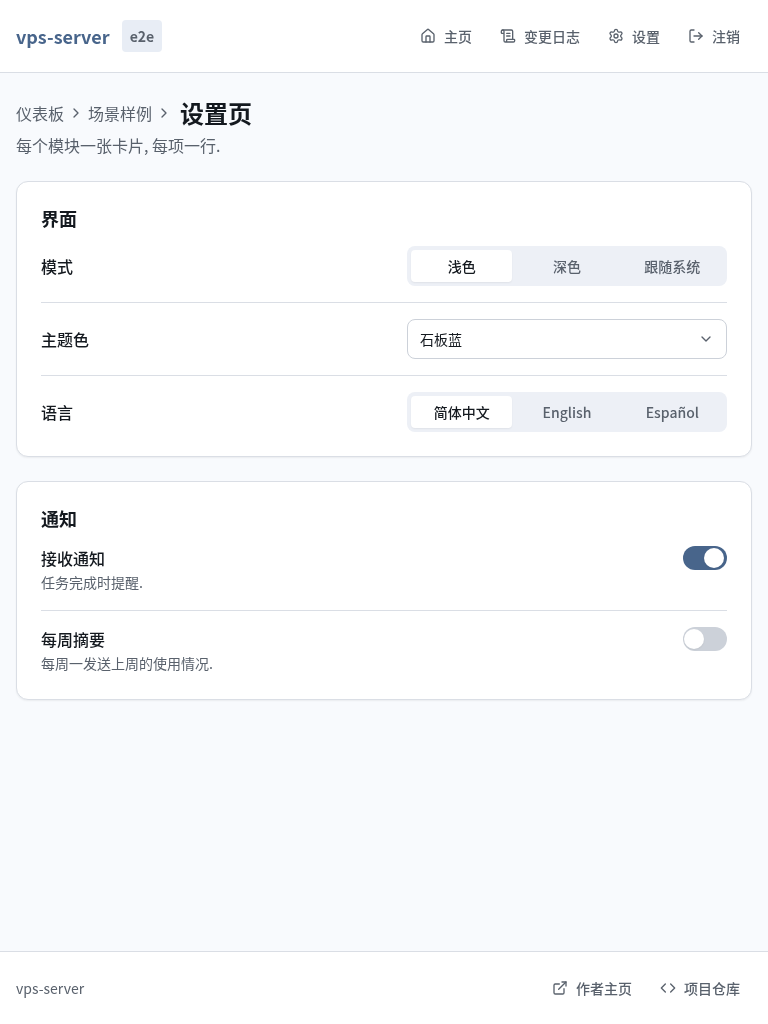 vps-server e2e 主页 变更日志 设置 注销
仪表板 场景样例 设置页
每个模块一张卡片, 每项一行.
界面
模式 浅色 深色 跟随系统
主题色 石板蓝
语言 简体中文 English Español
通知
接收通知
任务完成时提醒.
每周摘要
每周一发送上周的使用情况.
vps-server 作者主页 项目仓库